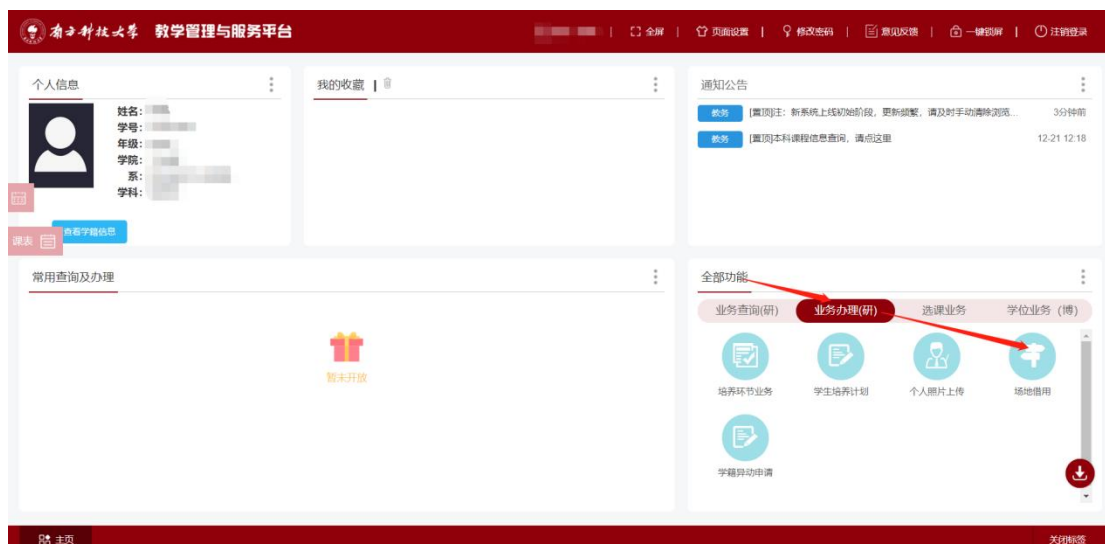 南方科技大学 教学管理与服务平台
全屏 | 页面设置 | 修改密码 | 意见反馈 | 一键锁屏 | 注销登录
个人信息
姓名：
学号：
年级：
学院：
系：
学科：
查看学籍信息
课表
我的收藏 |
通知公告
教务 [置顶]注：新系统上线初始阶段，更新频繁，请及时手动清除浏览... 3分钟前
教务 [置顶]本科课程信息查询，请点这里 12-21 12:18
常用查询及办理
暂未开放
全部功能
业务查询(研) 业务办理(研) 选课业务 学位业务（博）
培养环节业务 学生培养计划 个人照片上传 场地借用
学籍异动申请
主页 关闭标签